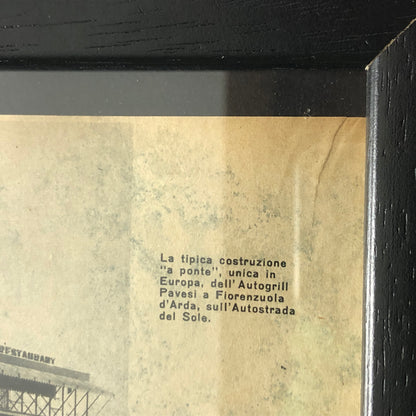 La tipica costruzione
"a ponte", unica in
Europa, dell'Autogrill
Pavesi a Fiorenzuola
d'Arda, sull'Autostrada
del Sole.
RESTAURANT